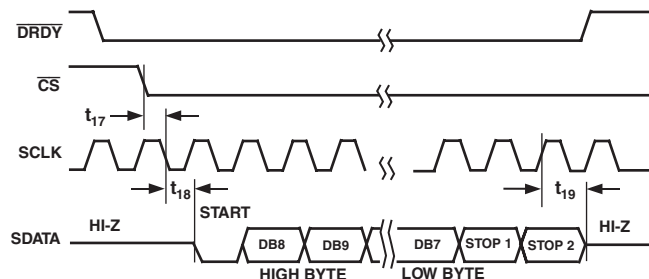 DRDY
CS
t17
SCLK
t18
t19
START
HI-Z
HI-Z
SDATA
DB8
DB9
DB7
STOP 1
STOP 2
HIGH BYTE
LOW BYTE